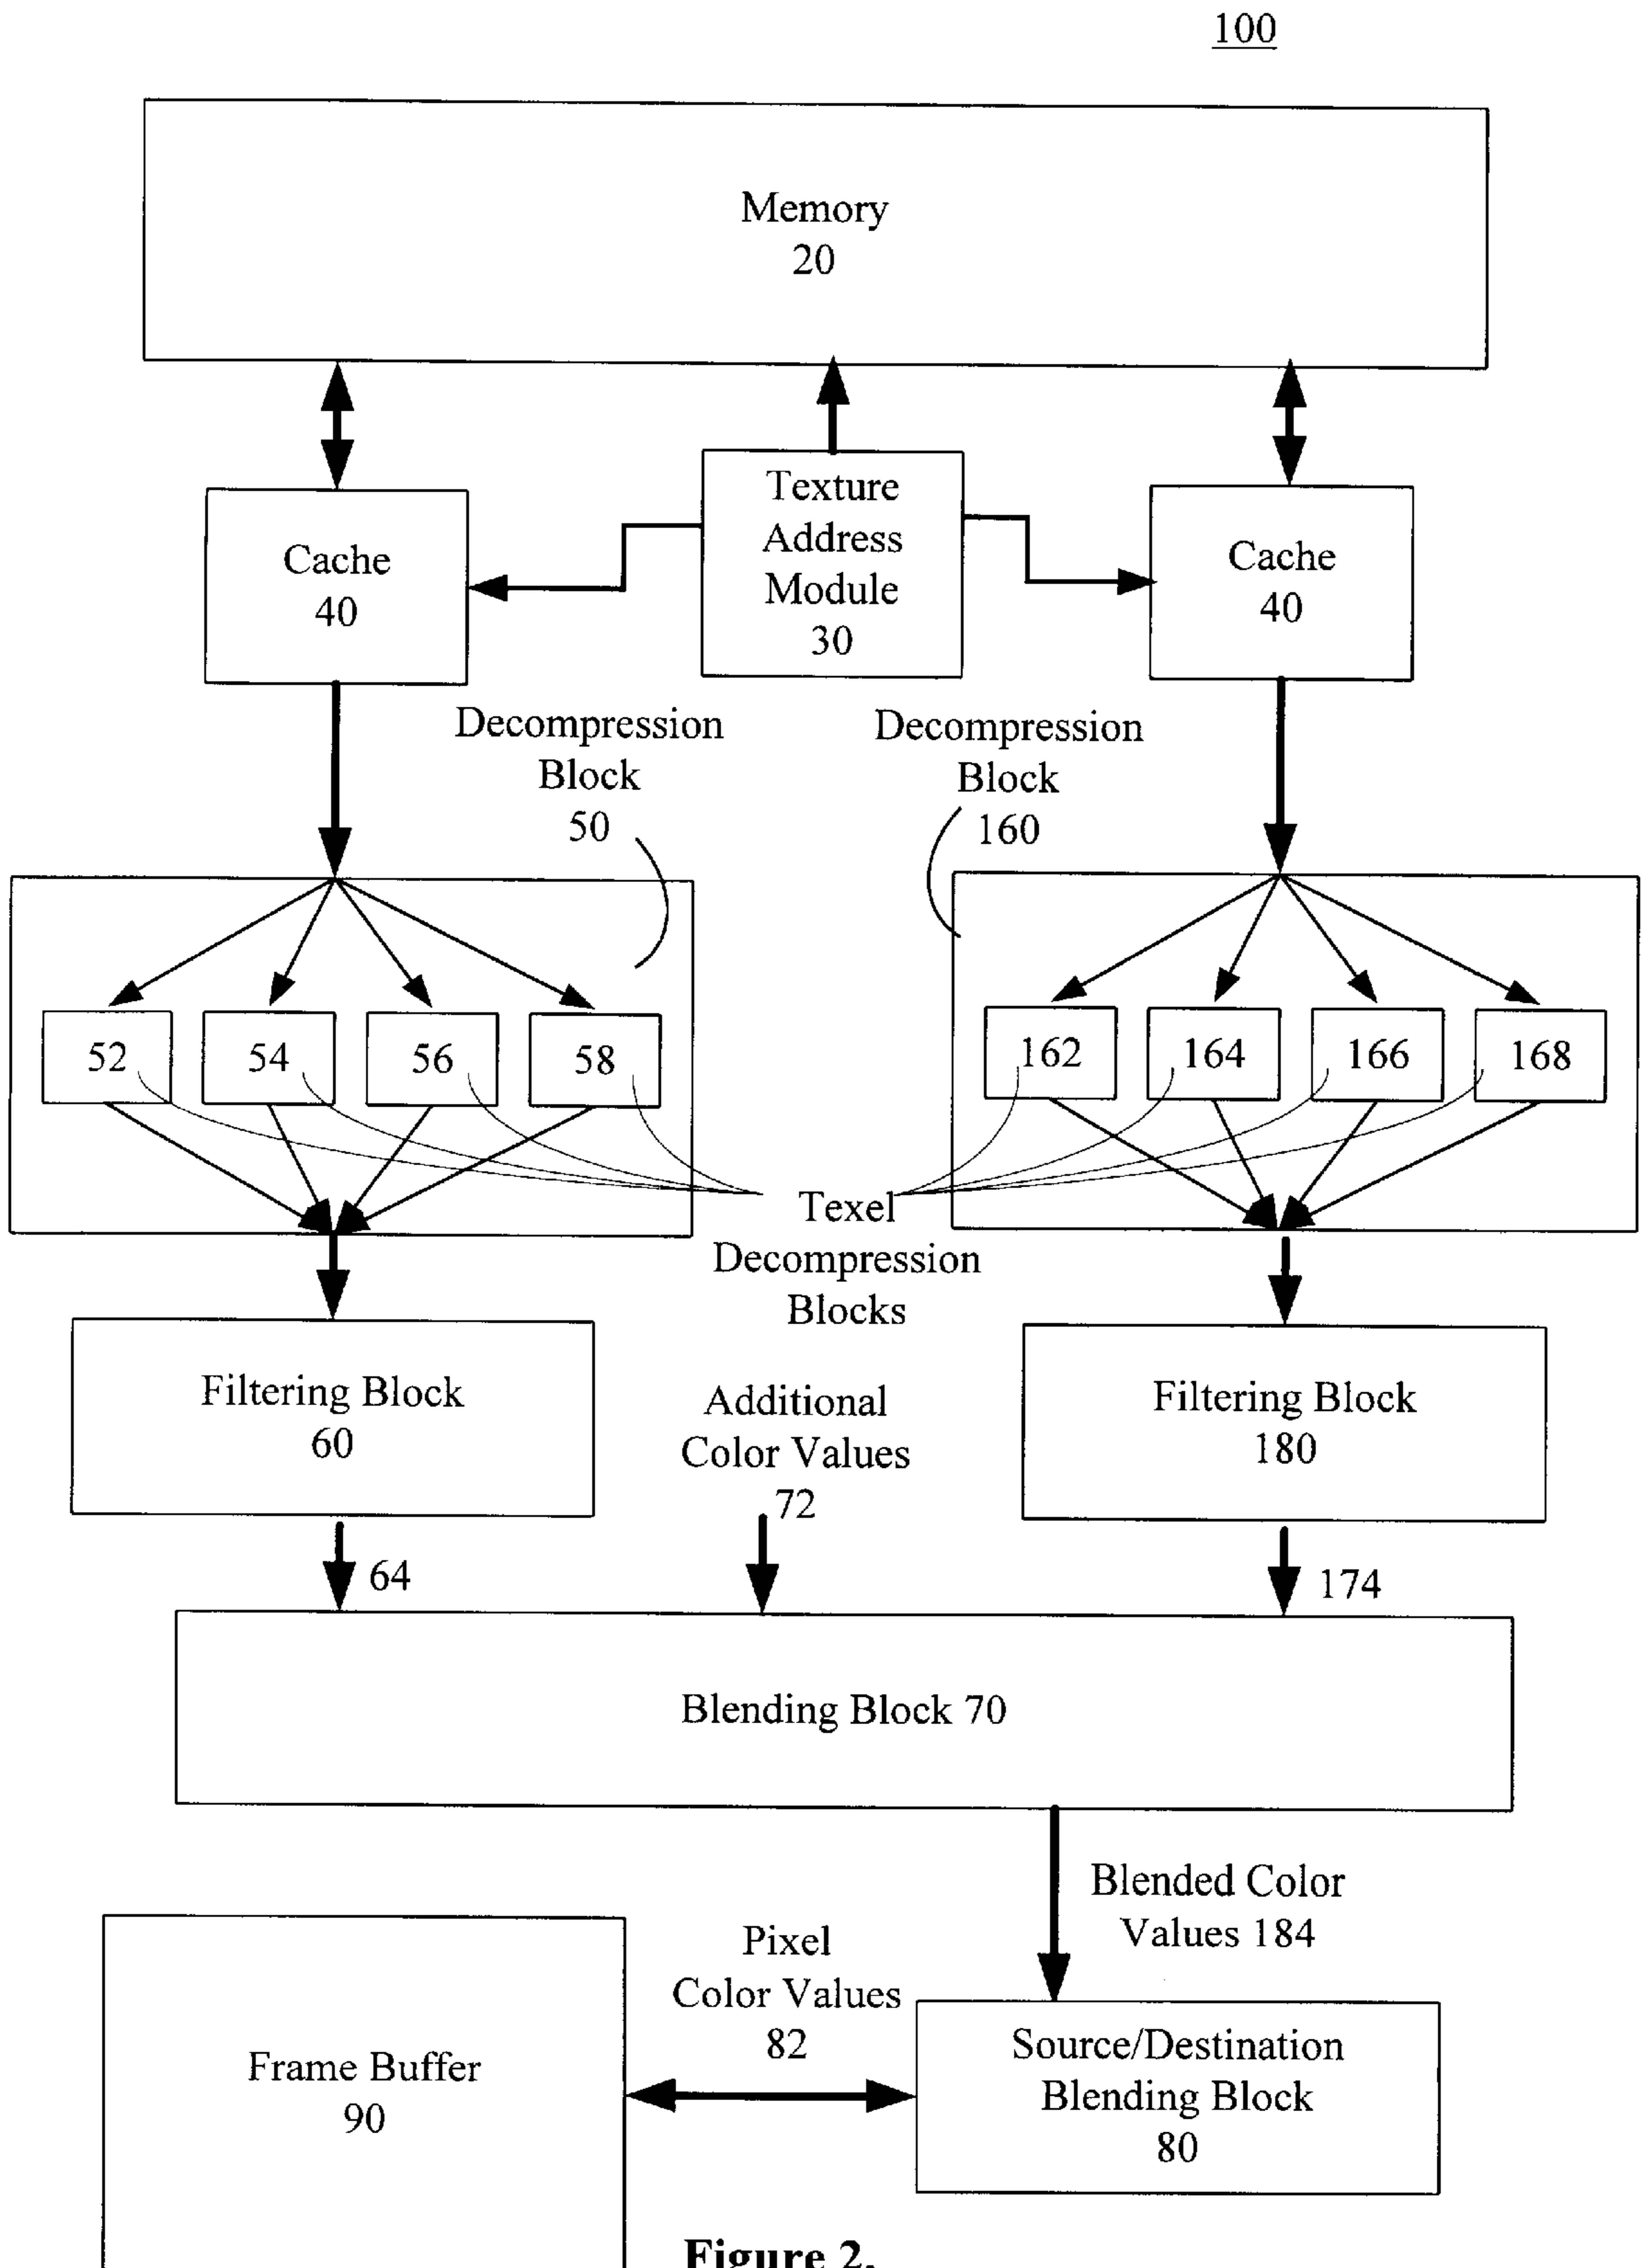 100
Memory
20
Texture
Address
Module
30
Cache
40
Cache
40
Decompression
Block
50
Decompression
Block
160
52
54
56
58
162
164
166
168
Texel
Decompression
Blocks
Filtering Block
60
Additional
Color Values
72
Filtering Block
180
64
174
Blending Block 70
Blended Color
Values 184
Pixel
Color Values
82
Frame Buffer
90
Source/Destination
Blending Block
80
Figure 2.